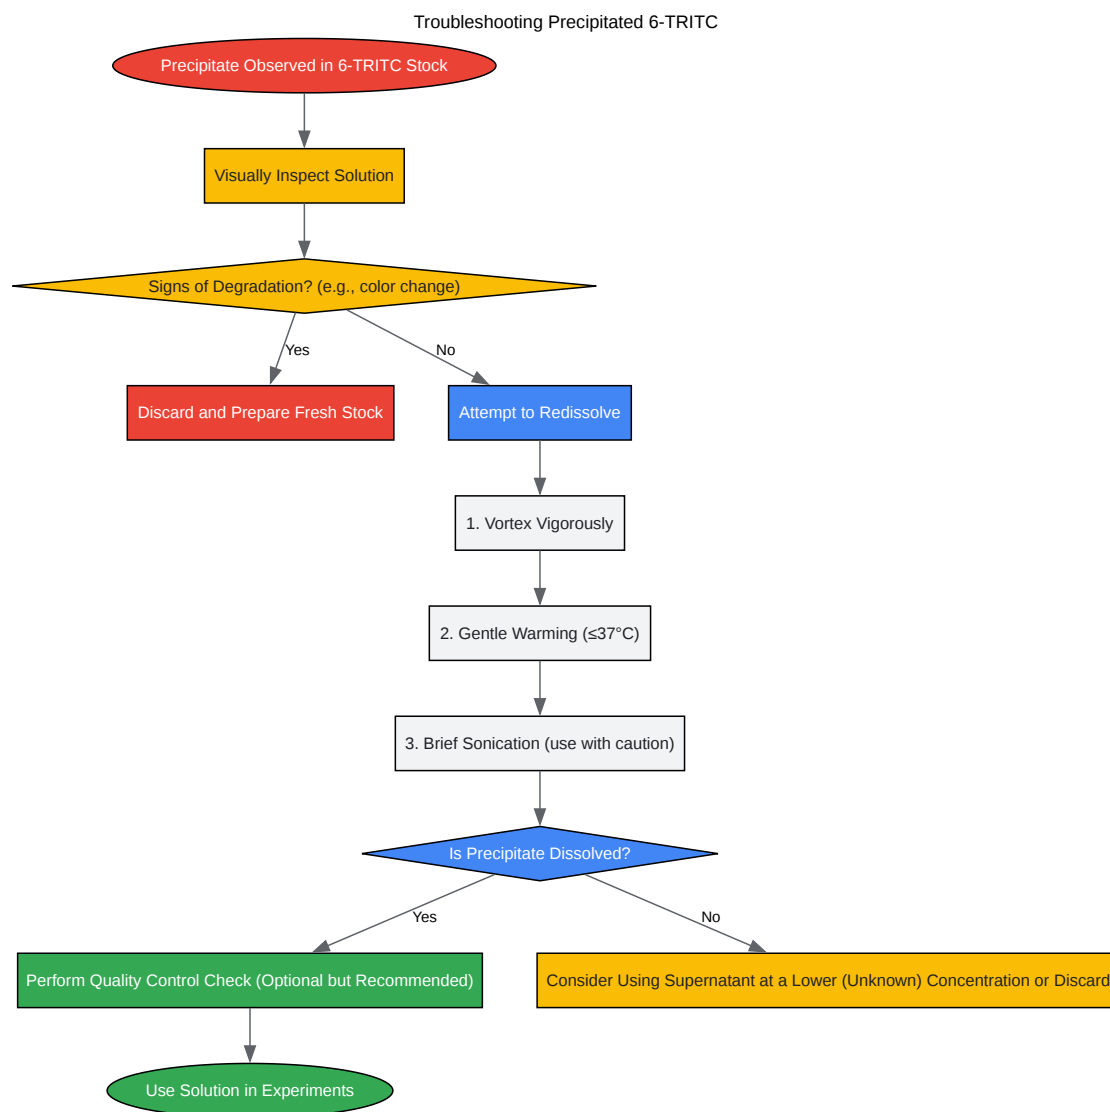 Troubleshooting Precipitated 6-TRITC
Precipitate Observed in 6-TRITC Stock
Visually Inspect Solution
Signs of Degradation? (e.g., color change)
Yes
No
Discard and Prepare Fresh Stock
Attempt to Redissolve
1. Vortex Vigorously
2. Gentle Warming (≤37°C)
3. Brief Sonication (use with caution)
Is Precipitate Dissolved?
Yes
No
Perform Quality Control Check (Optional but Recommended)
Consider Using Supernatant at a Lower (Unknown) Concentration or Discard
Use Solution in Experiments